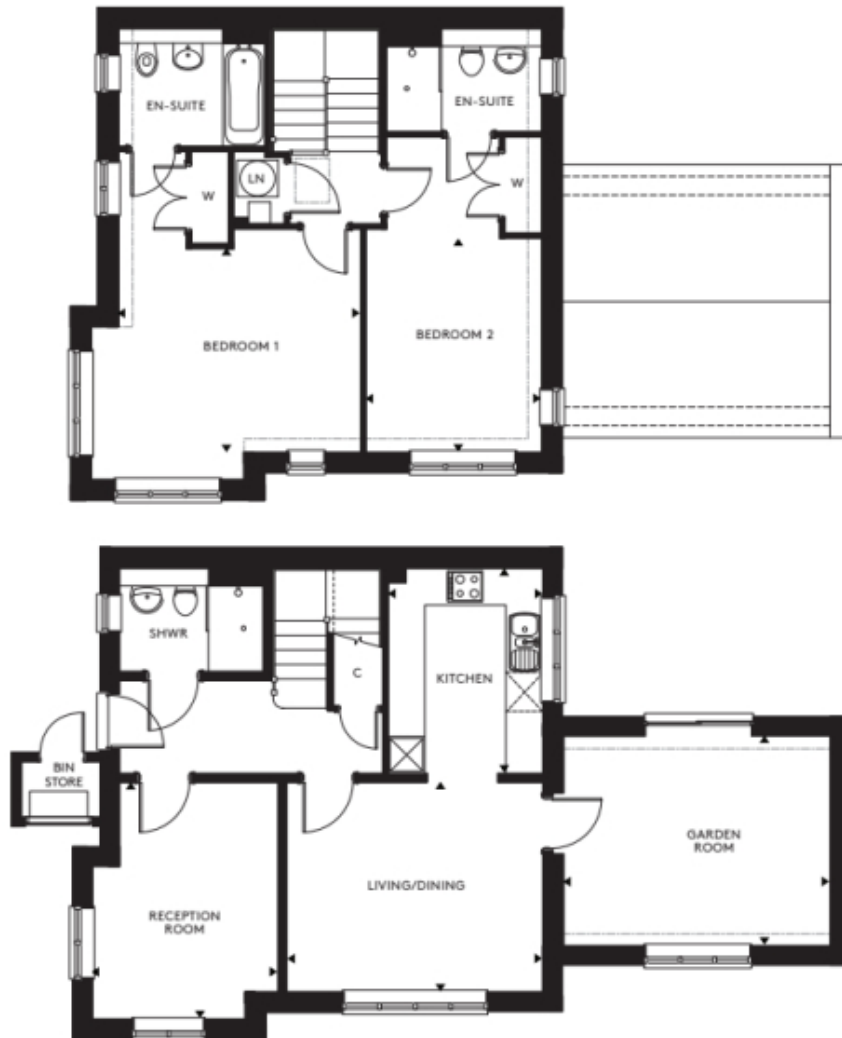 EN-SUITE
EN-SUITE
W
LN
W
BEDROOM 1
BEDROOM 2
SHWR
C
KITCHEN
BIN
STORE
GARDEN
ROOM
LIVING/DINING
RECEPTION
ROOM